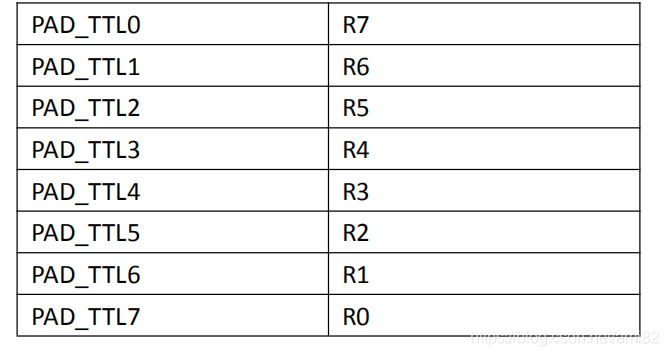 PAD_TTL0 R7
PAD_TTL1 R6
PAD_TTL2 R5
PAD_TTL3 R4
PAD_TTL4 R3
PAD_TTL5 R2
PAD_TTL6 R1
PAD_TTL7 R0